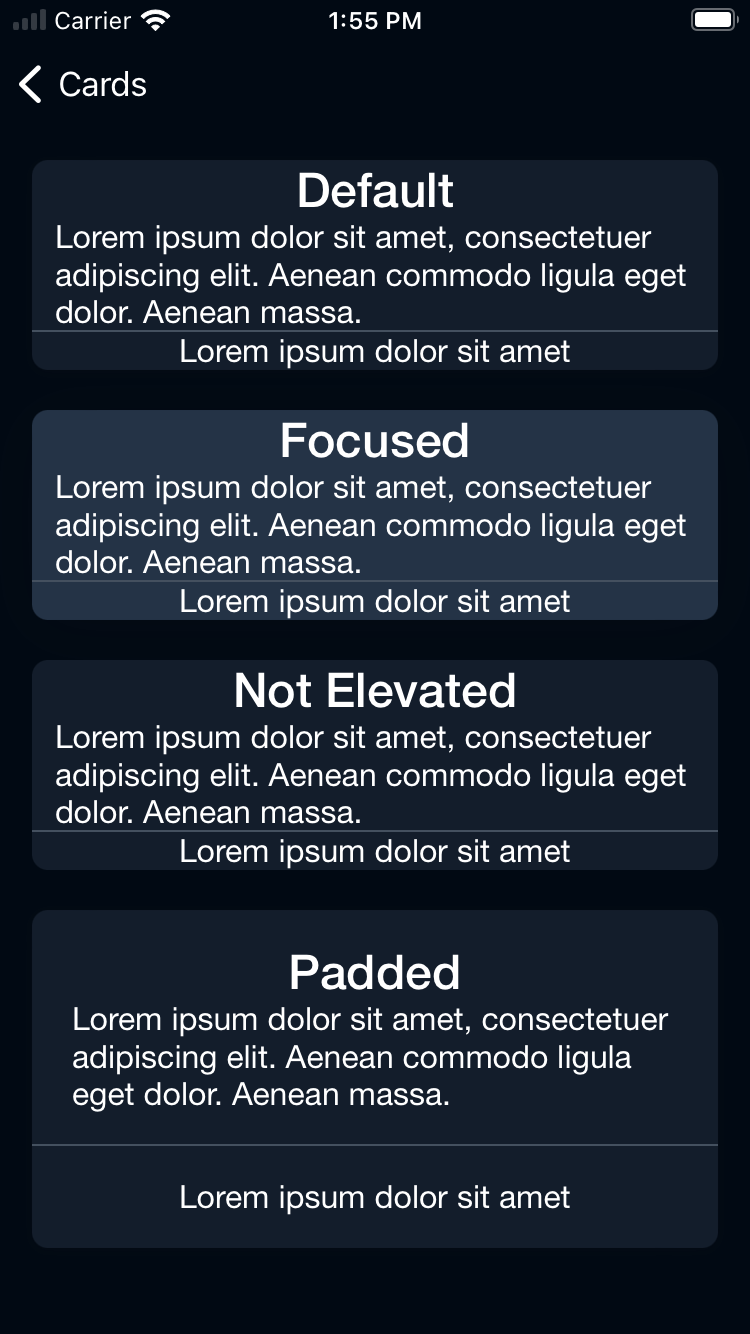 Carrier 1:55 PM
Cards
Default
Lorem ipsum dolor sit amet, consectetuer
adipiscing elit. Aenean commodo ligula eget
dolor. Aenean massa.
Lorem ipsum dolor sit amet
Focused
Lorem ipsum dolor sit amet, consectetuer
adipiscing elit. Aenean commodo ligula eget
dolor. Aenean massa.
Lorem ipsum dolor sit amet
Not Elevated
Lorem ipsum dolor sit amet, consectetuer
adipiscing elit. Aenean commodo ligula eget
dolor. Aenean massa.
Lorem ipsum dolor sit amet
Padded
Lorem ipsum dolor sit amet, consectetuer
adipiscing elit. Aenean commodo ligula
eget dolor. Aenean massa.
Lorem ipsum dolor sit amet